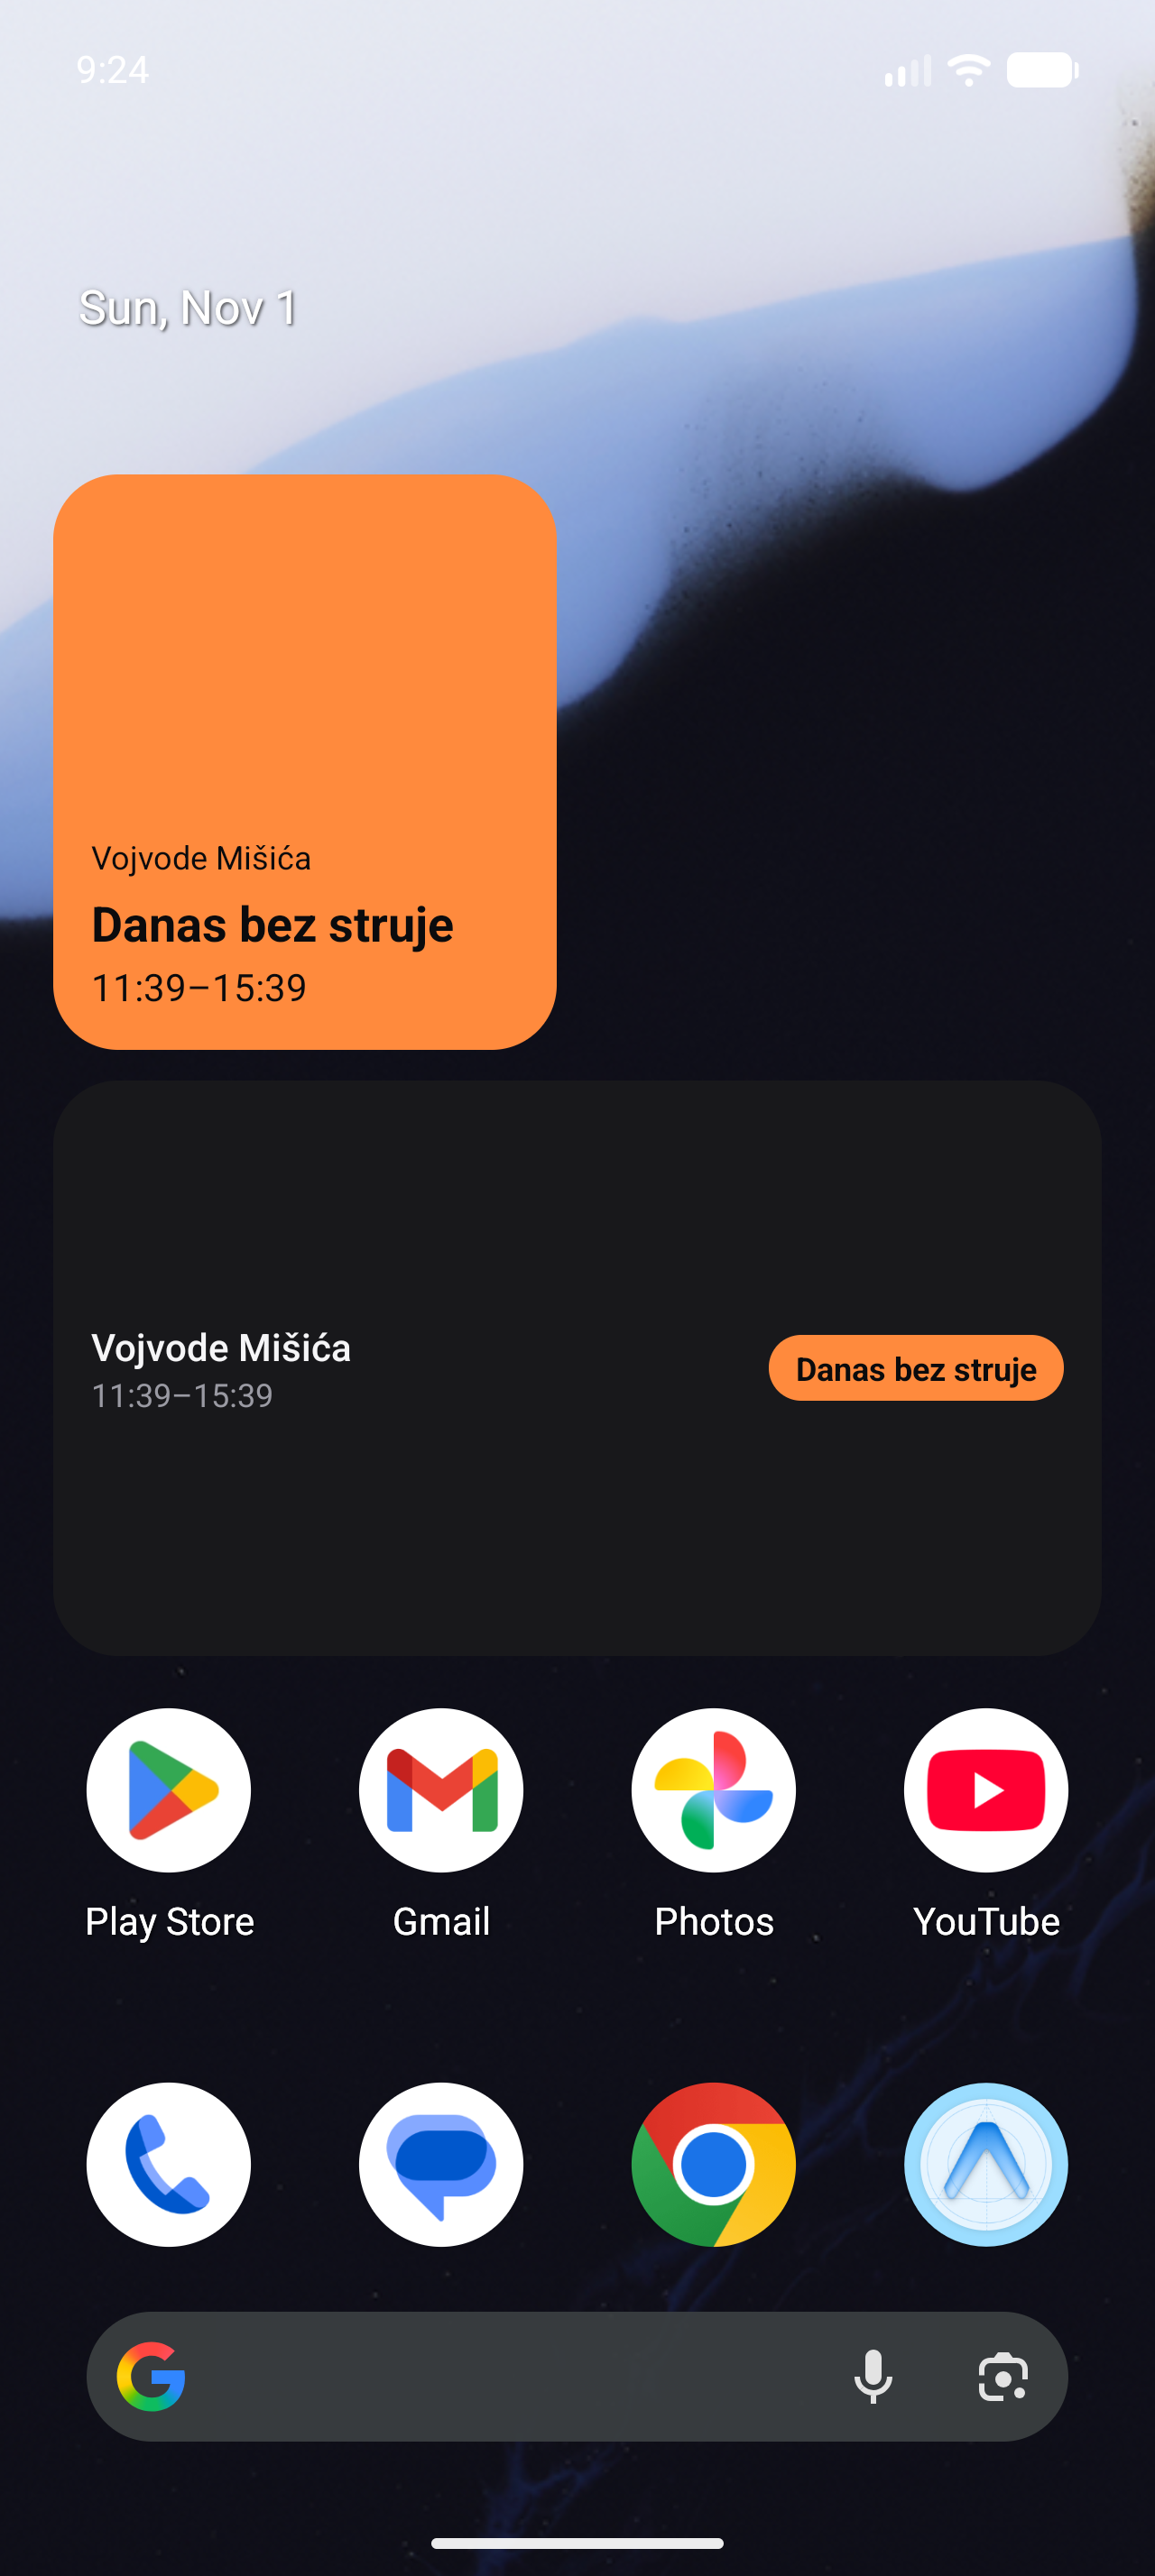 9:24
Sun, Nov 1
Vojvode Mišića
Danas bez struje
11:39–15:39
Vojvode Mišića
11:39–15:39
Danas bez struje
Play Store
Gmail
Photos
YouTube